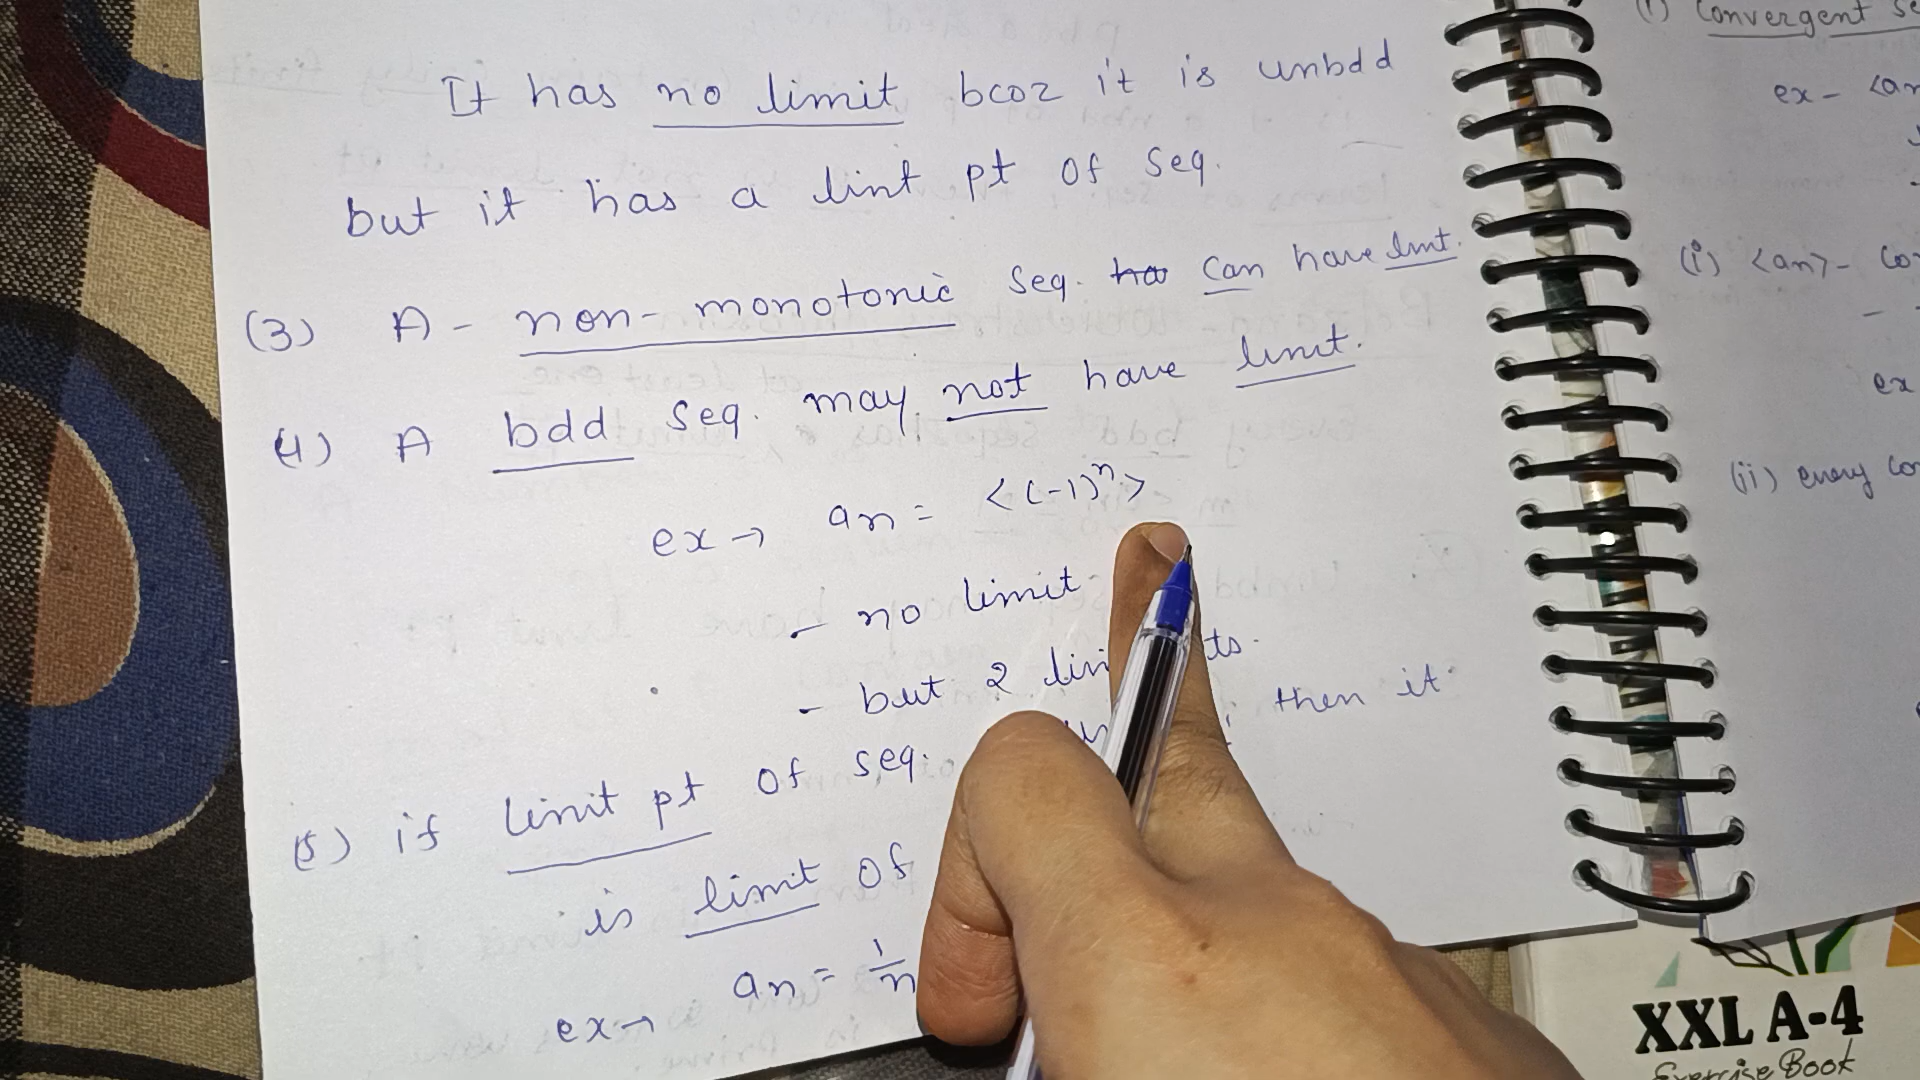 It has no limit bcoz it is unbdd
but it has a limt pt of seq.
(3) A - non-monotonic seq. can have lmt.
(4) A bdd seq. may not have limit.
ex → an = <(-1)^n>
- no limit
- but 2
(5) if limit pt of seq. then it
is limit of
ex → an = 1/n
(i) Convergent
ex - <an
(i) <an> -
ex
(ii) every
XXL A-4
Exercise Book